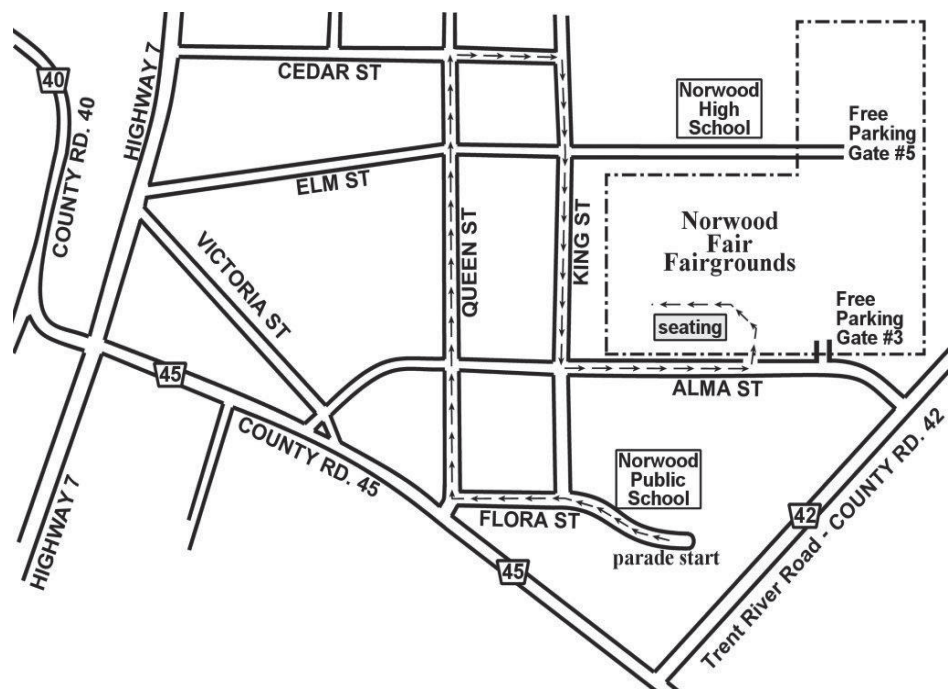 40
COUNTY RD. 40
HIGHWAY 7
CEDAR ST
Norwood
High
School
Free
Parking
Gate #5
ELM ST
VICTORIA ST
QUEEN ST
KING ST
Norwood
Fair
Fairgrounds
seating
Free
Parking
Gate #3
45
ALMA ST
COUNTY RD. 45
Norwood
Public
School
FLORA ST
parade start
42
Trent River Road - COUNTY RD. 42
HIGHWAY 7
45